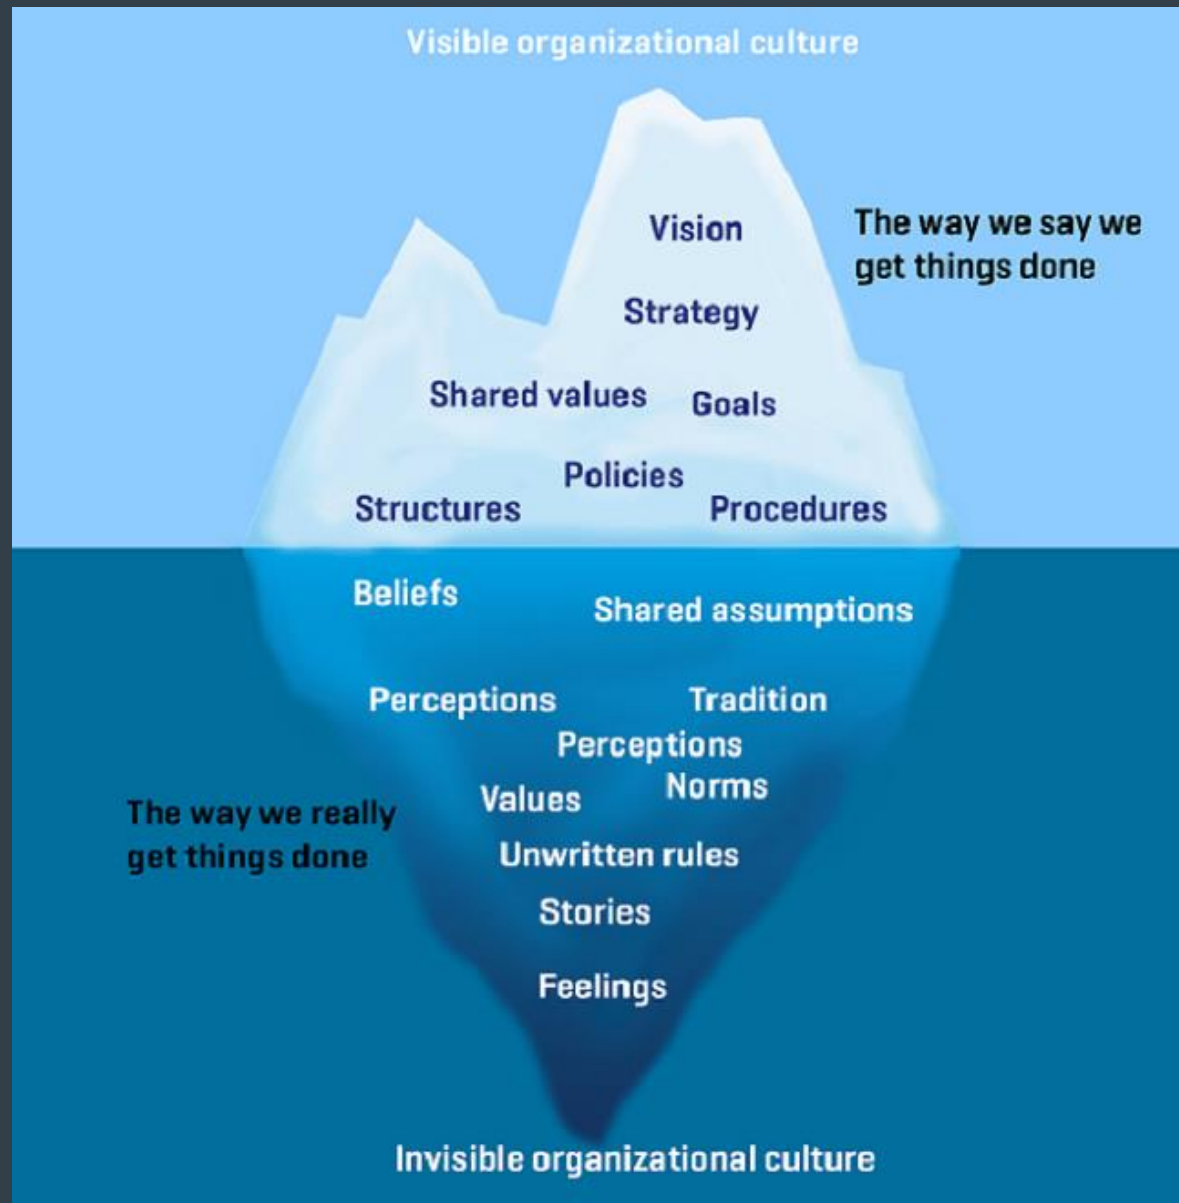 Visible organizational culture
Vision
The way we say we
get things done
Strategy
Shared values
Goals
Policies
Structures
Procedures
Beliefs
Shared assumptions
Perceptions
Tradition
Perceptions
Norms
Values
The way we really
get things done
Unwritten rules
Stories
Feelings
Invisible organizational culture